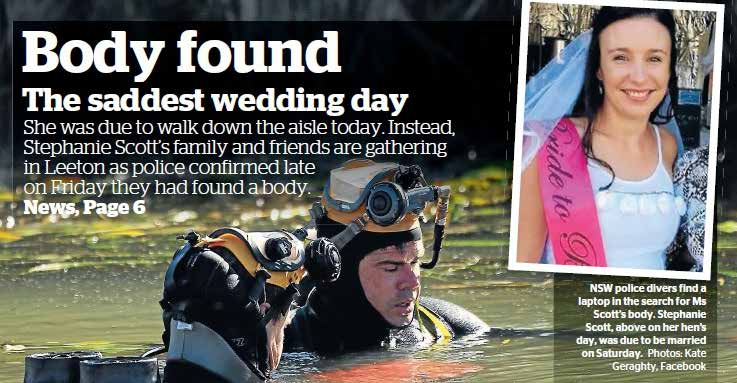 Body found
The saddest wedding day
She was due to walk down the aisle today. Instead,
Stephanie Scott's family and friends are gathering
in Leeton as police confirmed late
on Friday they had found a body.
News, Page 6
Bride to
NSW police divers find a
laptop in the search for Ms
Scott's body. Stephanie
Scott, above on her hen's
day, was due to be married
on Saturday. Photos: Kate
Geraghty, Facebook